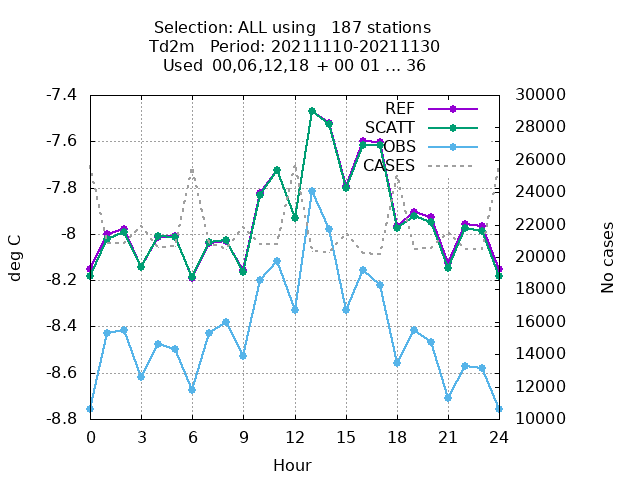 Selection: ALL using   187 stations
Td2m   Period: 20211110-20211130
Used  00,06,12,18  + 00 01 ... 36
REF
SCATT
OBS
CASES
-7.4
-7.6
-7.8
-8
-8.2
-8.4
-8.6
-8.8
30000
28000
26000
24000
22000
20000
18000
16000
14000
12000
10000
deg C
No cases
0 3 6 9 12 15 18 21 24
Hour